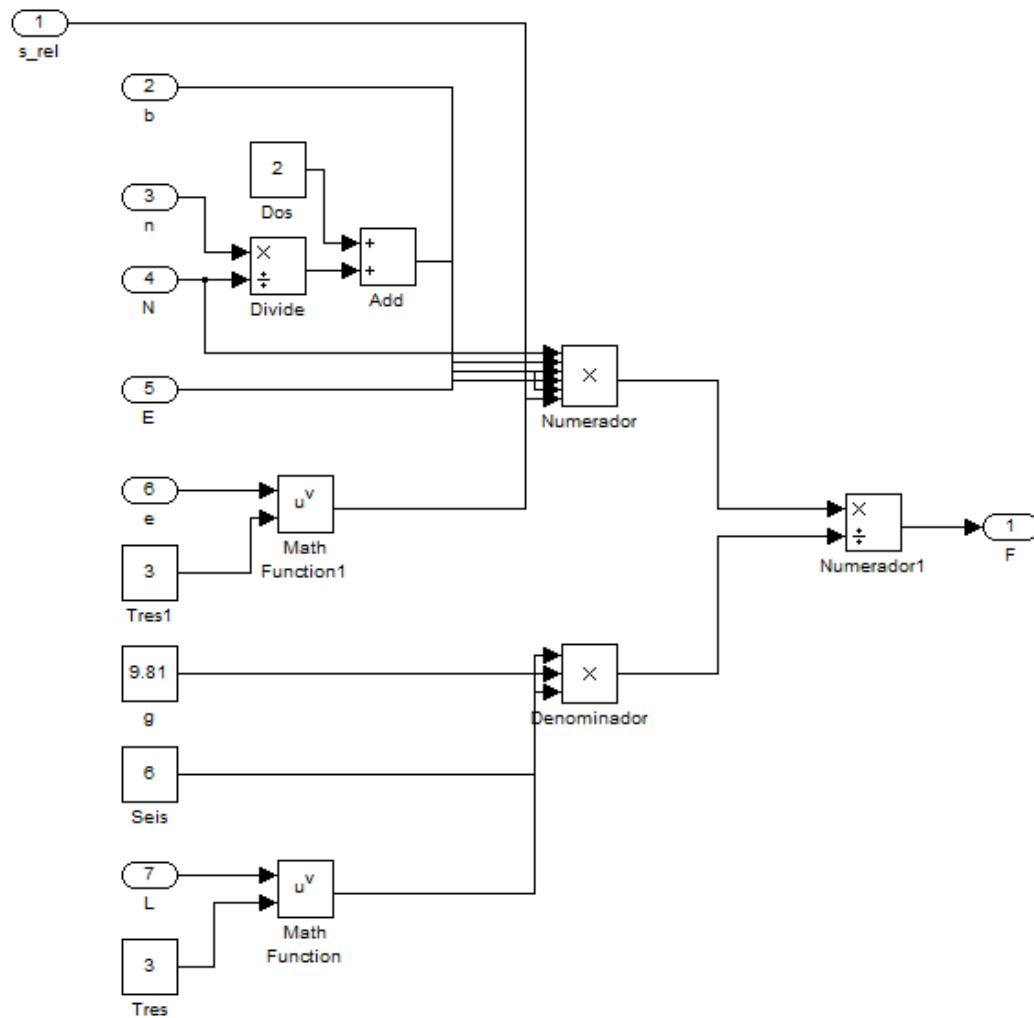 1
s_rel
2
b
2
Dos
3
n
×
÷
Divide
+
+
Add
4
N
5
E
×
Numerador
6
e
u^v
Math
Function1
3
Tres1
×
÷
Numerador1
1
F
9.81
g
×
Denominador
6
Seis
7
L
u^v
Math
Function
3
Tres